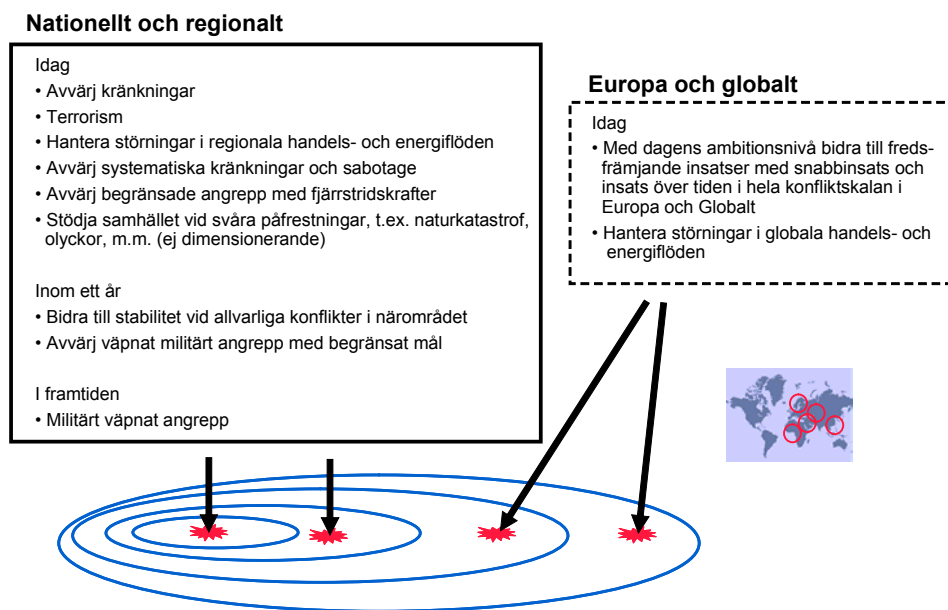 Nationellt och regionalt
Idag
• Avvärj kränkningar
• Terrorism
• Hantera störningar i regionala handels- och energiflöden
• Avvärj systematiska kränkningar och sabotage
• Avvärj begränsade angrepp med fjärrstridskrafter
• Stödja samhället vid svåra påfrestningar, t.ex. naturkatastrof,
olyckor, m.m. (ej dimensionerande)
Inom ett år
• Bidra till stabilitet vid allvarliga konflikter i närområdet
• Avvärj väpnat militärt angrepp med begränsat mål
I framtiden
• Militärt väpnat angrepp
Europa och globalt
Idag
• Med dagens ambitionsnivå bidra till freds-
främjande insatser med snabbinsats och
insats över tiden i hela konfliktskalan i
Europa och Globalt
• Hantera störningar i globala handels- och
energiflöden